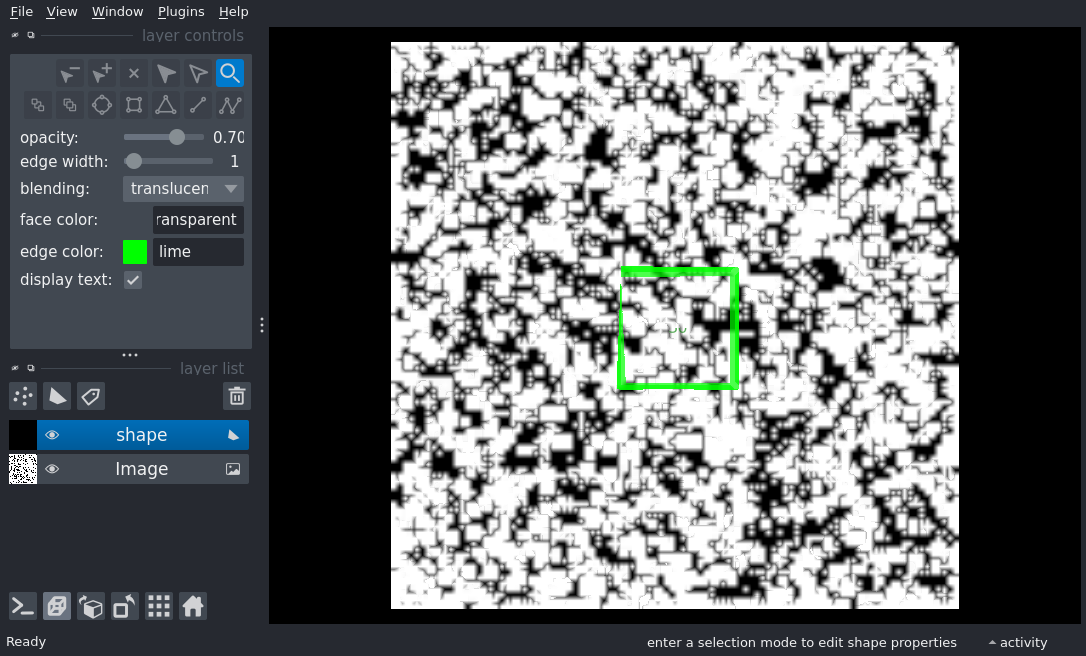 File View Window Plugins Help
layer controls
opacity: 0.70
edge width: 1
blending: translucen
face color: ransparent
edge color: lime
display text:
layer list
shape
Image
Ready
enter a selection mode to edit shape properties
activity